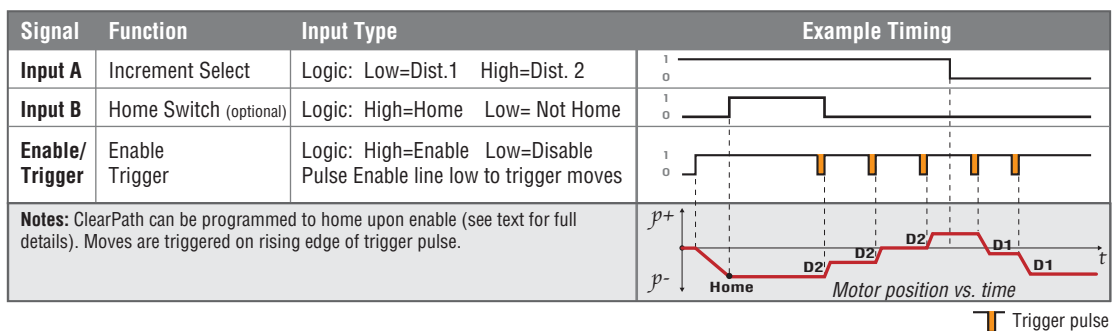 Signal Function Input Type Example Timing
Input A Increment Select Logic: Low=Dist.1 High=Dist. 2 1
0
Input B Home Switch (optional) Logic: High=Home Low= Not Home 1
0
Enable/ Enable Logic: High=Enable Low=Disable 1
Trigger Trigger Pulse Enable line low to trigger moves 0
Notes: ClearPath can be programmed to home upon enable (see text for full
details). Moves are triggered on rising edge of trigger pulse.
p+
D2 D2 D2 D1 D1 t
p- Home Motor position vs. time
Trigger pulse